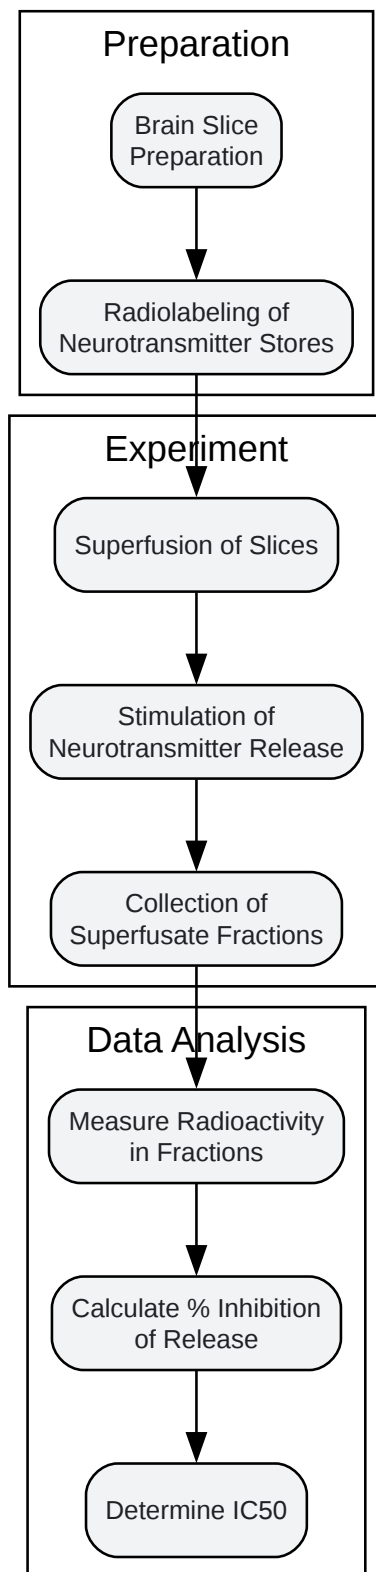 Preparation
Brain Slice
Preparation
Radiolabeling of
Neurotransmitter Stores
Experiment
Superfusion of Slices
Stimulation of
Neurotransmitter Release
Collection of
Superfusate Fractions
Data Analysis
Measure Radioactivity
in Fractions
Calculate % Inhibition
of Release
Determine IC50